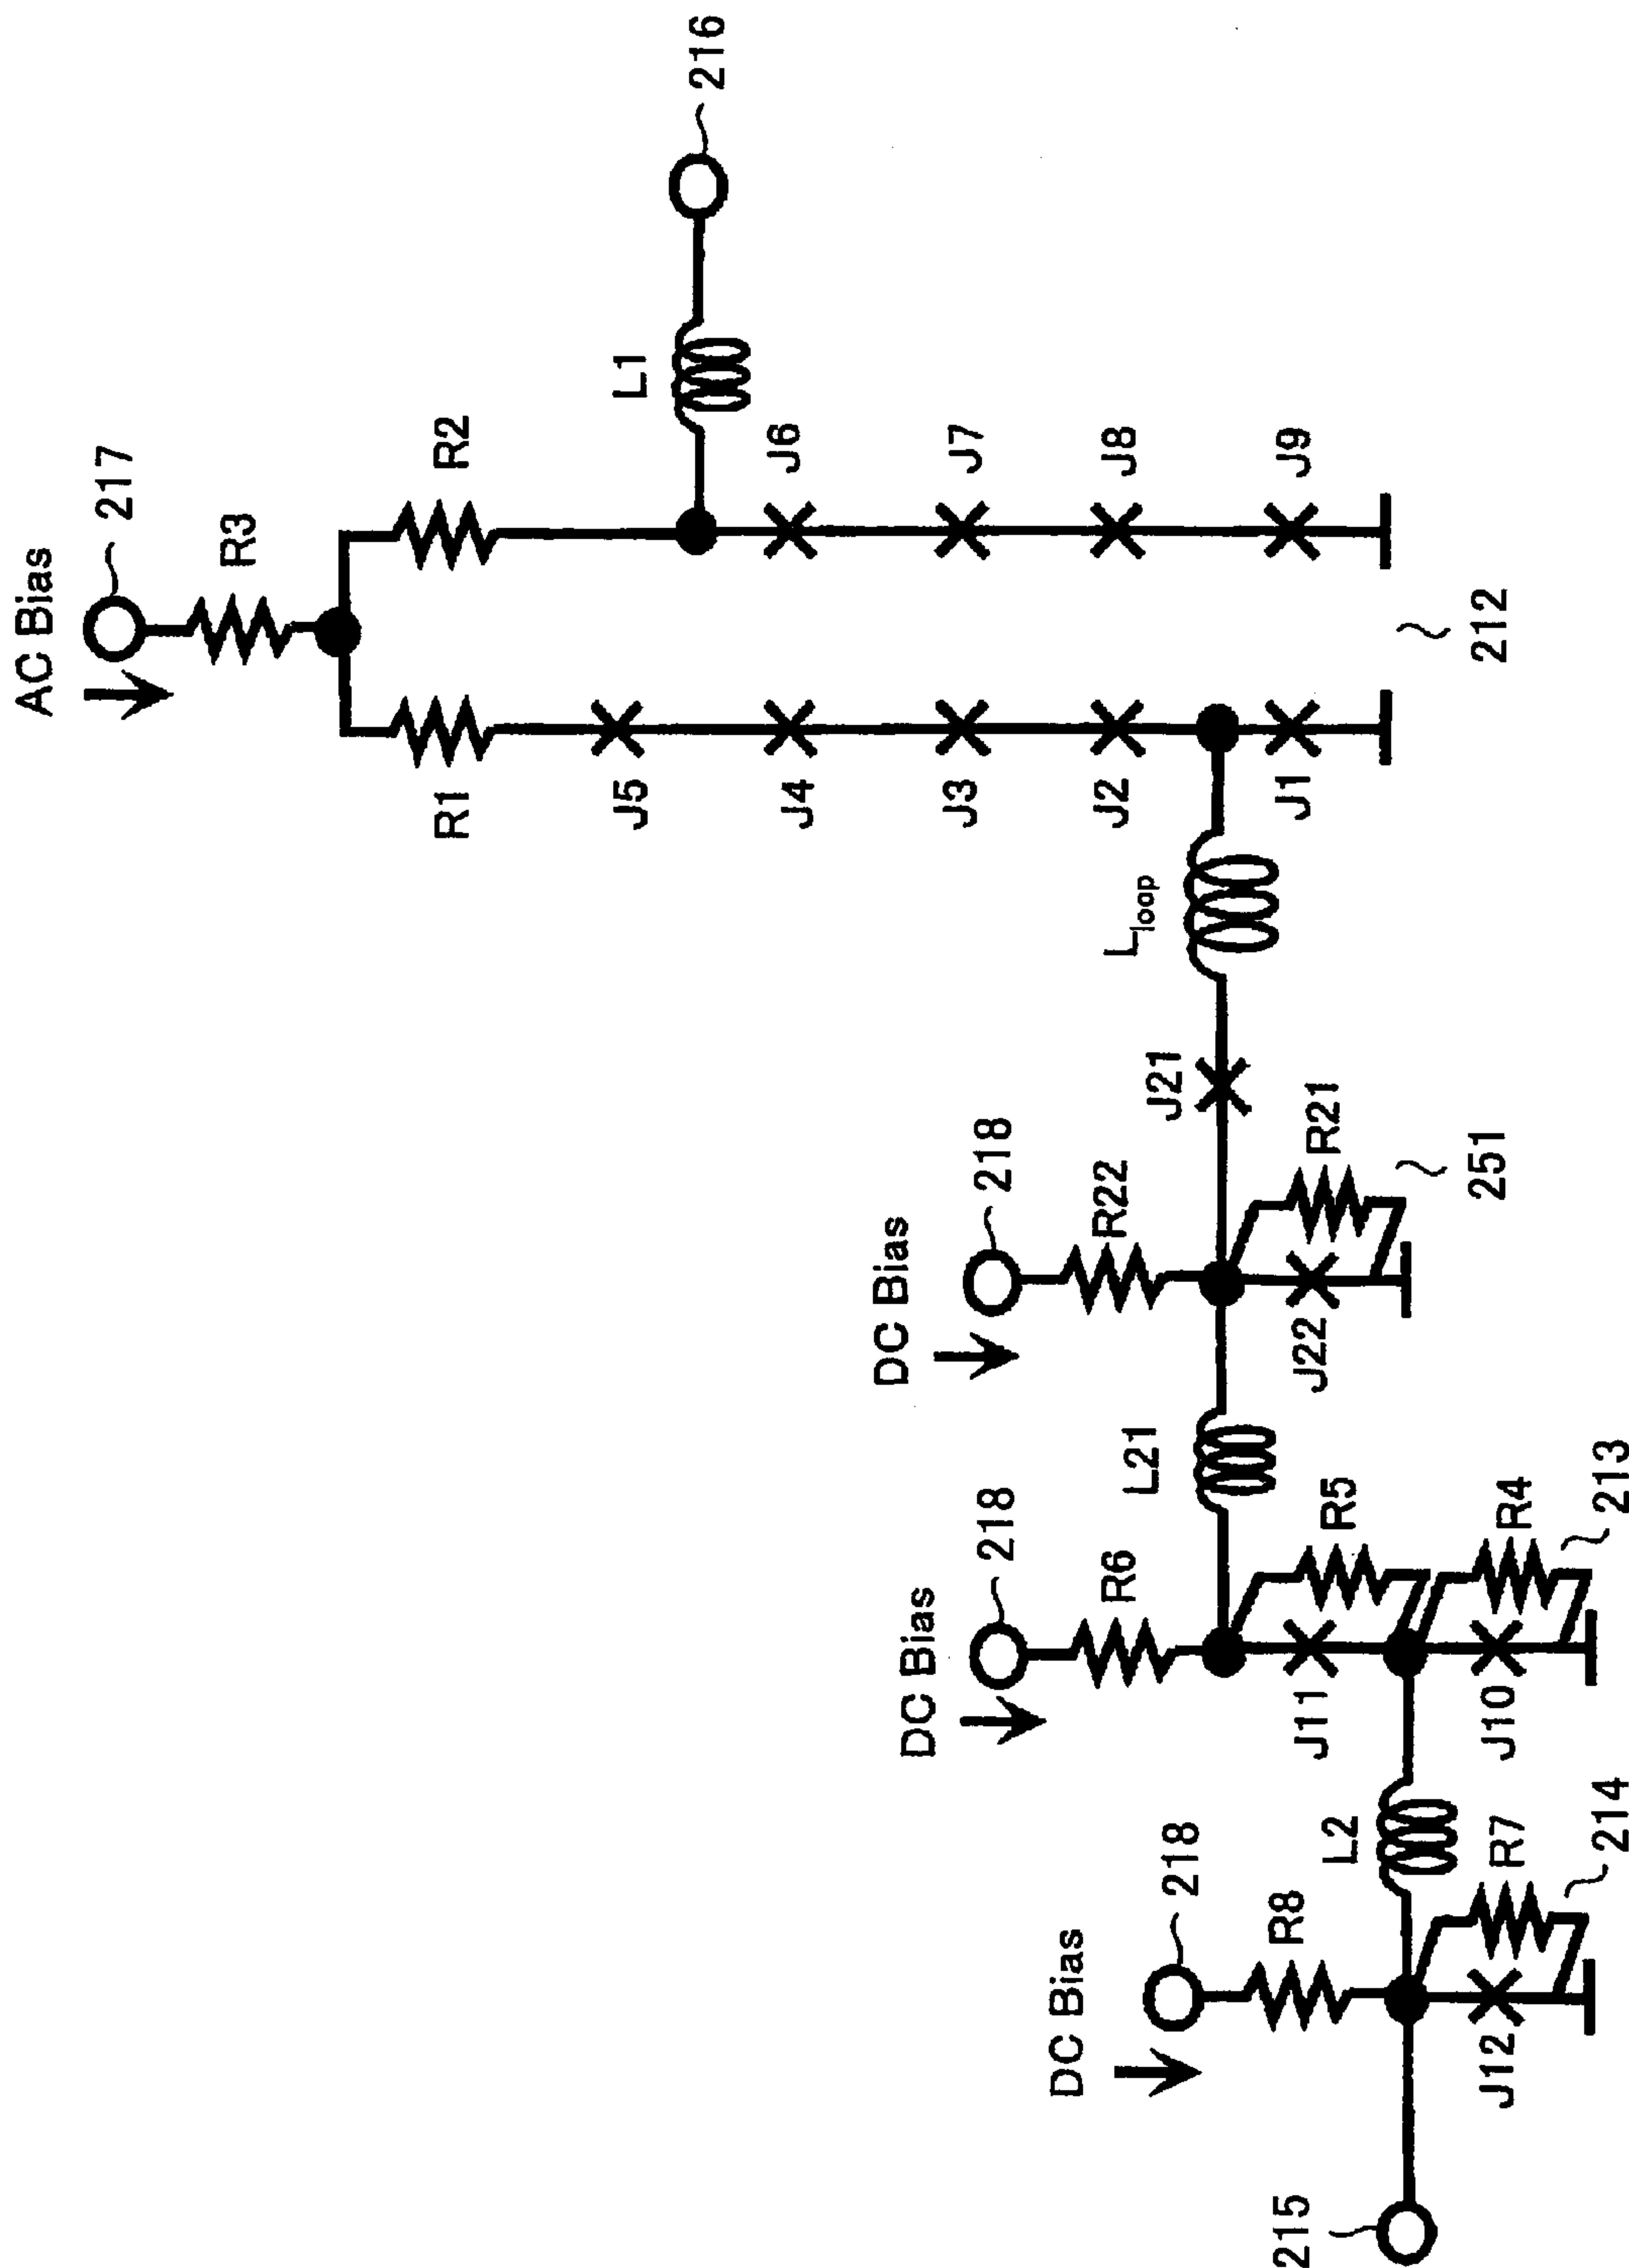 AC Bias
217
R3
R1
R2
216
L1
J5
J4
J3
J2
J1
J6
J7
J8
J9
212
Lloop
J21
DC Bias
218
R22
R21
J22
251
L21
DC Bias
218
R6
R5
J11
R4
J10
213
L2
DC Bias
218
R8
R7
J12
214
215